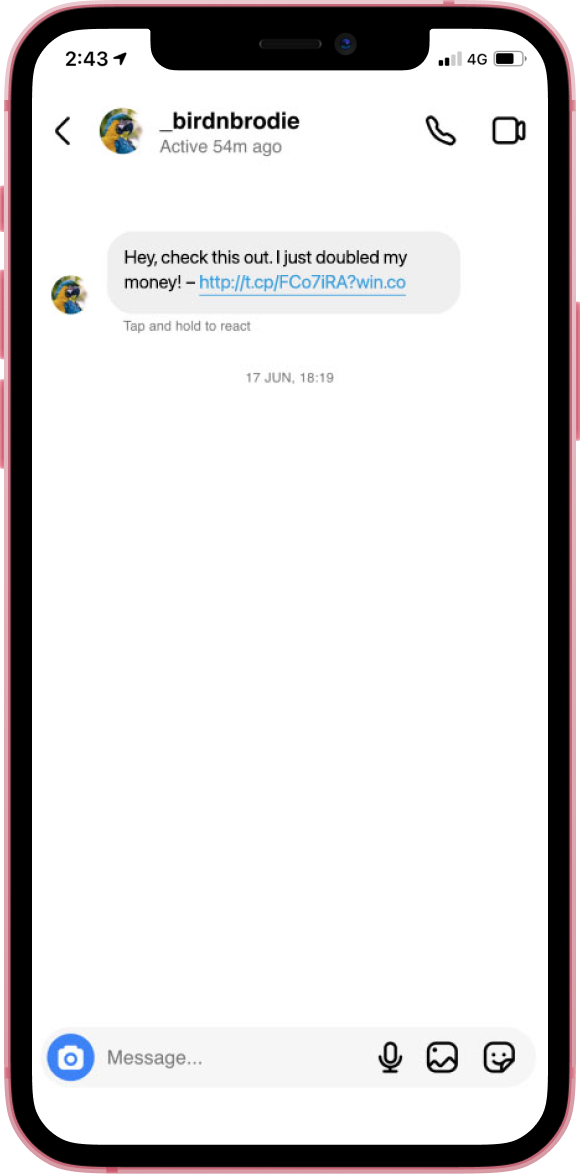 2:43
4G
_birdnbrodie
Active 54m ago
Hey, check this out. I just doubled my
money! – http://t.cp/FCo7iRA?win.co
Tap and hold to react
17 JUN, 18:19
Message...